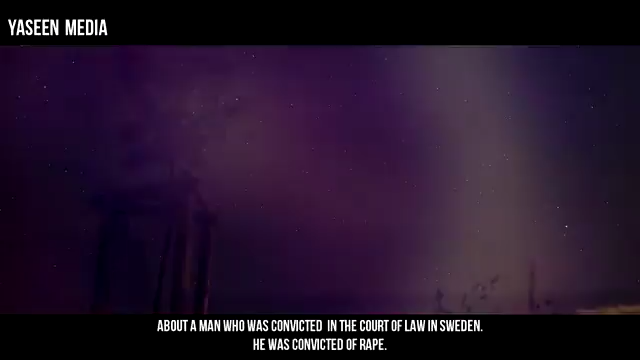 YASEEN MEDIA
ABOUT A MAN WHO WAS CONVICTED IN THE COURT OF LAW IN SWEDEN.
HE WAS CONVICTED OF RAPE.